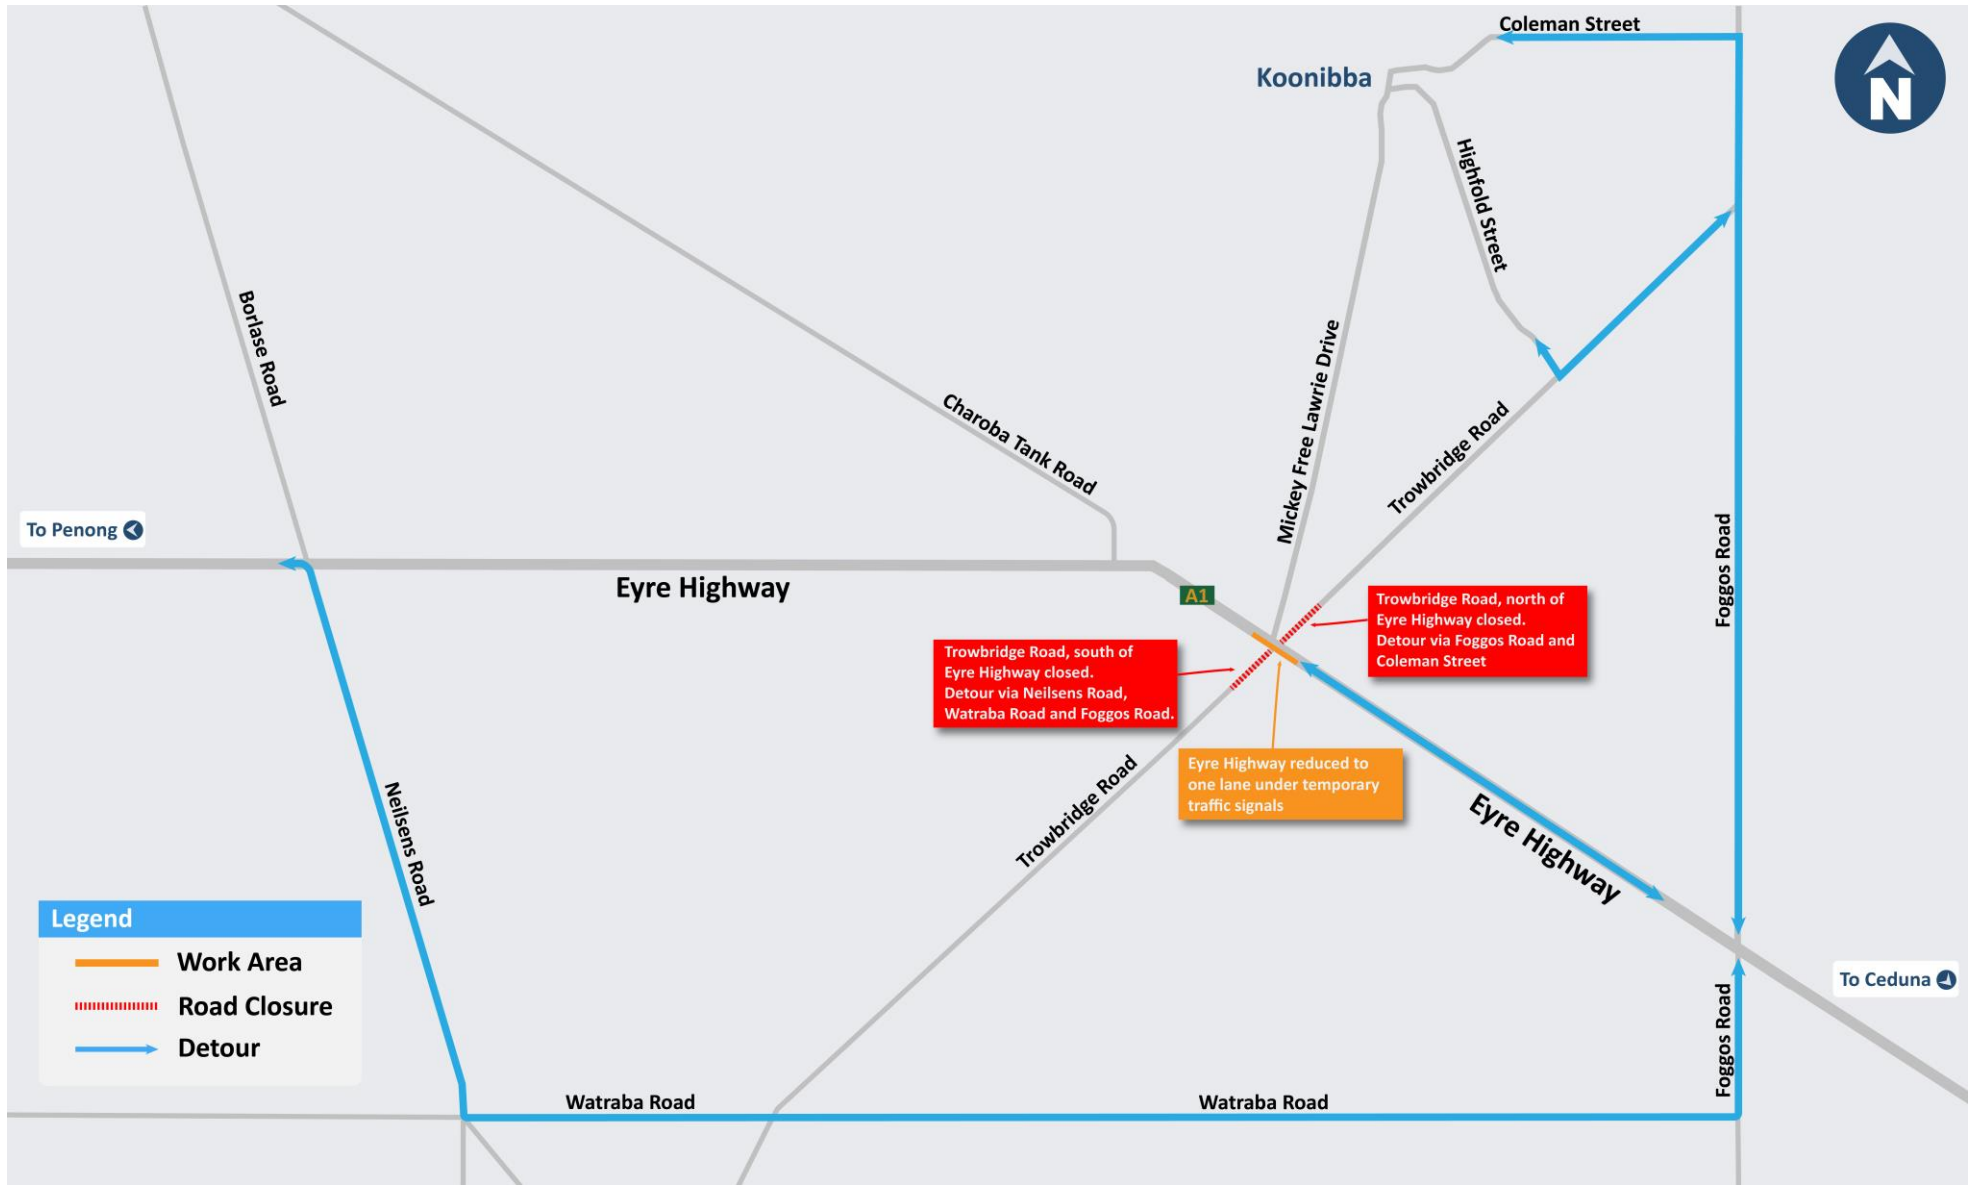 Coleman Street
Koonibba
N
Highfold Street
Borlase Road
Mickey Free Lawrie Drive
Charoba Tank Road
Trowbridge Road
Foggos Road
To Penong
Eyre Highway
A1
Trowbridge Road, north of
Eyre Highway closed.
Detour via Foggos Road and
Coleman Street
Trowbridge Road, south of
Eyre Highway closed.
Detour via Neilsens Road,
Watraba Road and Foggos Road.
Eyre Highway reduced to
one lane under temporary
traffic signals
Trowbridge Road
Neilsens Road
Eyre Highway
To Ceduna
Foggos Road
Legend
Work Area
Road Closure
Detour
Watraba Road
Watraba Road